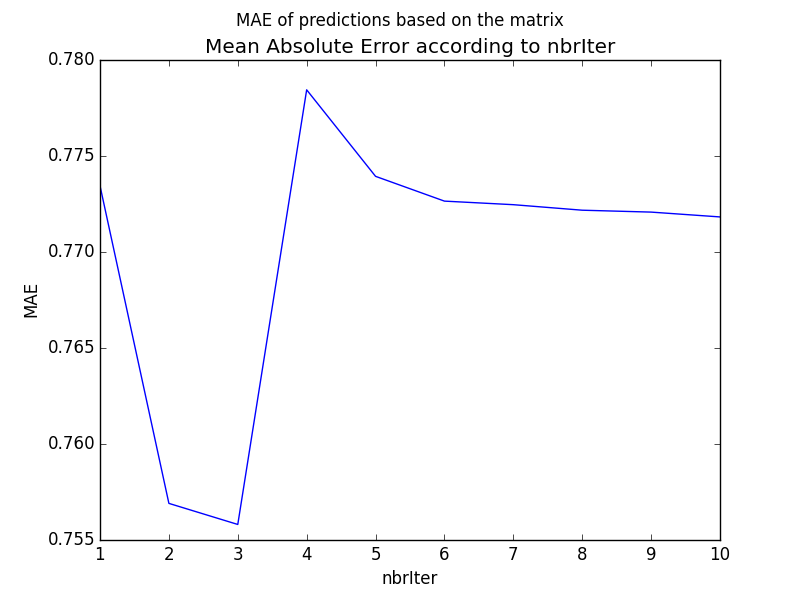 MAE of predictions based on the matrix
Mean Absolute Error according to nbrIter
0.780
0.775
0.770
0.765
0.760
0.755
MAE
1 2 3 4 5 6 7 8 9 10
nbrIter